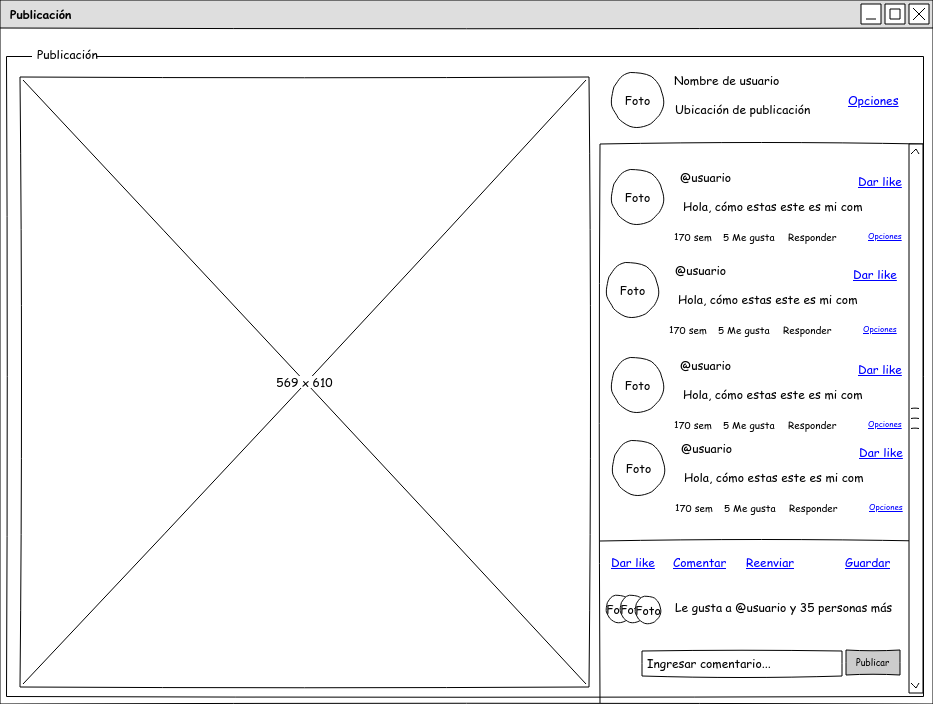 Publicación
Publicación
569 x 610
Foto
Nombre de usuario
Ubicación de publicación
Opciones
Foto
@usuario
Dar like
Hola, cómo estas este es mi com
170 sem 5 Me gusta Responder Opciones
Foto
@usuario
Dar like
Hola, cómo estas este es mi com
170 sem 5 Me gusta Responder Opciones
Foto
@usuario
Dar like
Hola, cómo estas este es mi com
170 sem 5 Me gusta Responder Opciones
Foto
@usuario
Dar like
Hola, cómo estas este es mi com
170 sem 5 Me gusta Responder Opciones
Dar like Comentar Reenviar Guardar
Fo Fo Foto Le gusta a @usuario y 35 personas más
Ingresar comentario... Publicar